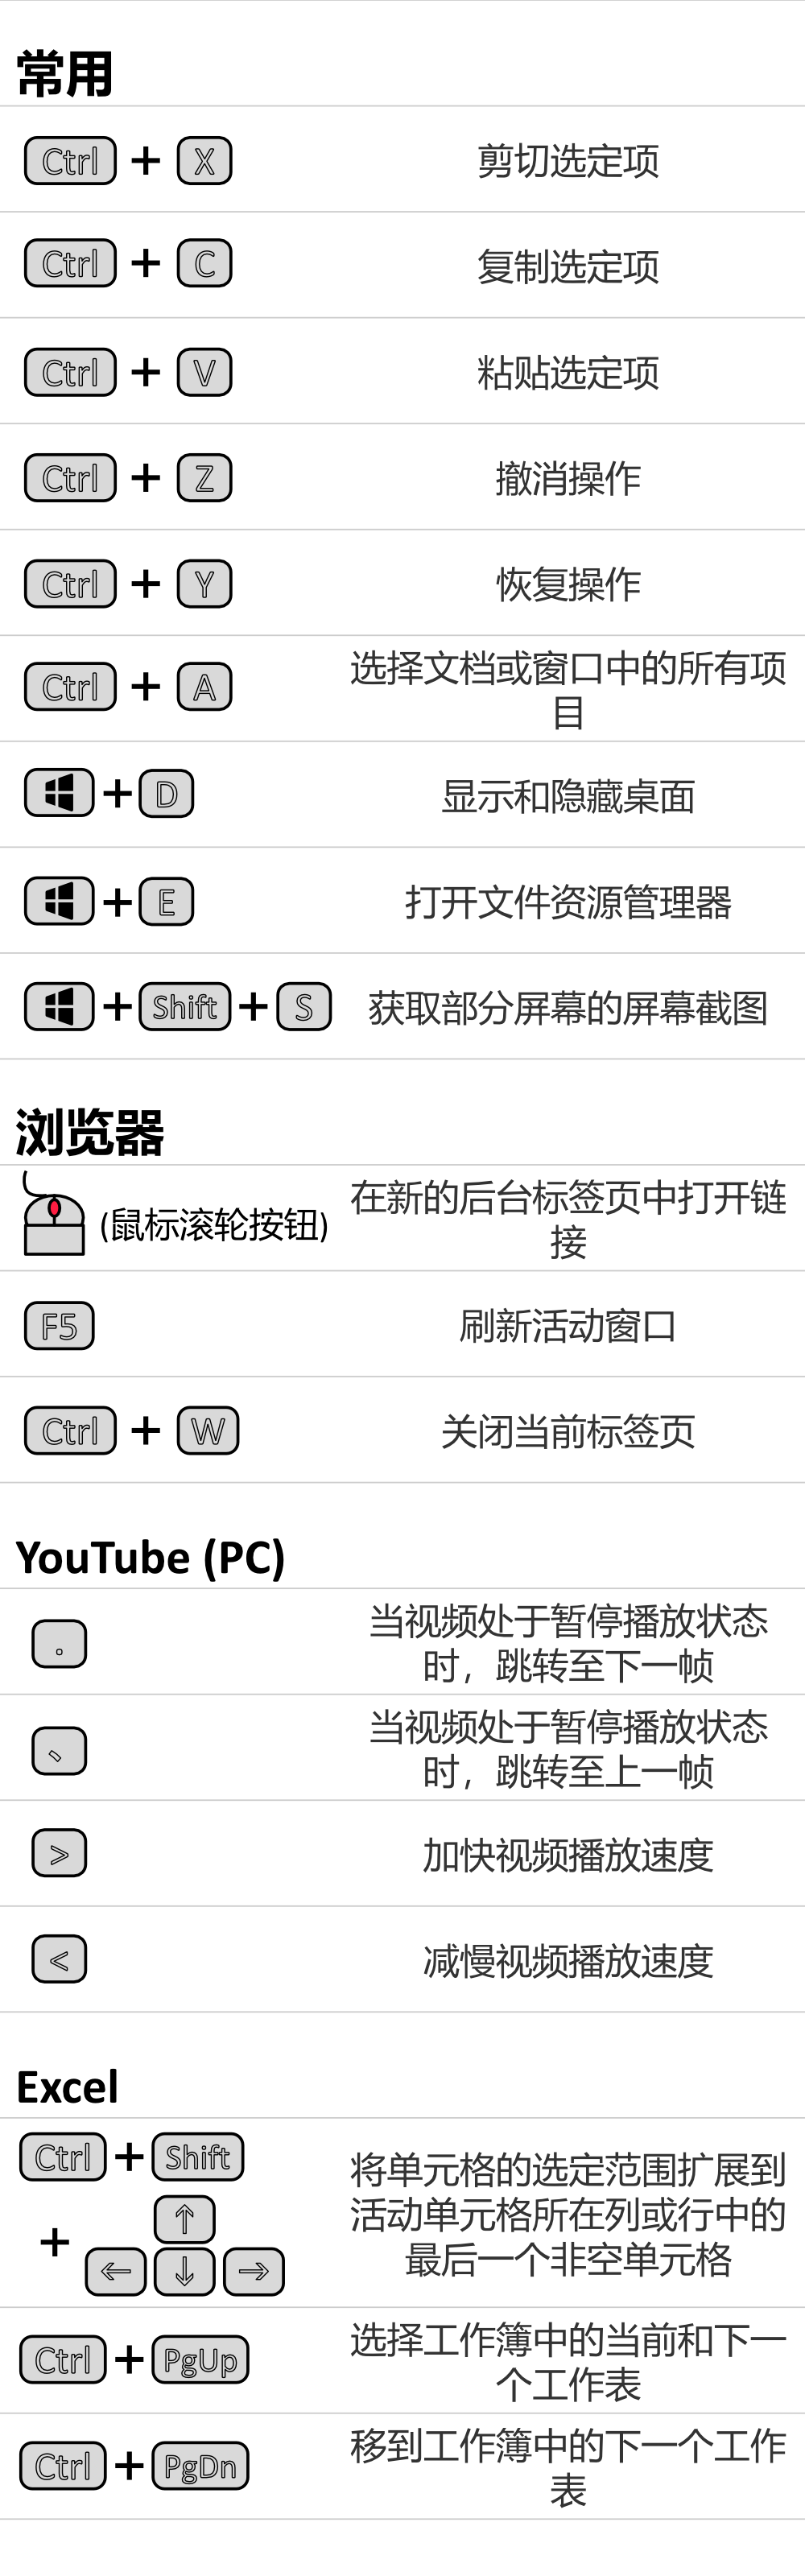 常用
Ctrl + X 剪切选定项
Ctrl + C 复制选定项
Ctrl + V 粘贴选定项
Ctrl + Z 撤消操作
Ctrl + Y 恢复操作
Ctrl + A 选择文档或窗口中的所有项
目
+ D 显示和隐藏桌面
+ E 打开文件资源管理器
+ Shift + S 获取部分屏幕的屏幕截图
浏览器
(鼠标滚轮按钮) 在新的后台标签页中打开链
接
F5 刷新活动窗口
Ctrl + W 关闭当前标签页
YouTube (PC)
. 当视频处于暂停播放状态
时，跳转至下一帧
、 当视频处于暂停播放状态
时，跳转至上一帧
> 加快视频播放速度
< 减慢视频播放速度
Excel
Ctrl + Shift
+ ↑
← ↓ →
将单元格的选定范围扩展到
活动单元格所在列或行中的
最后一个非空单元格
Ctrl + PgUp 选择工作簿中的当前和下一
个工作表
Ctrl + PgDn 移到工作簿中的下一个工作
表